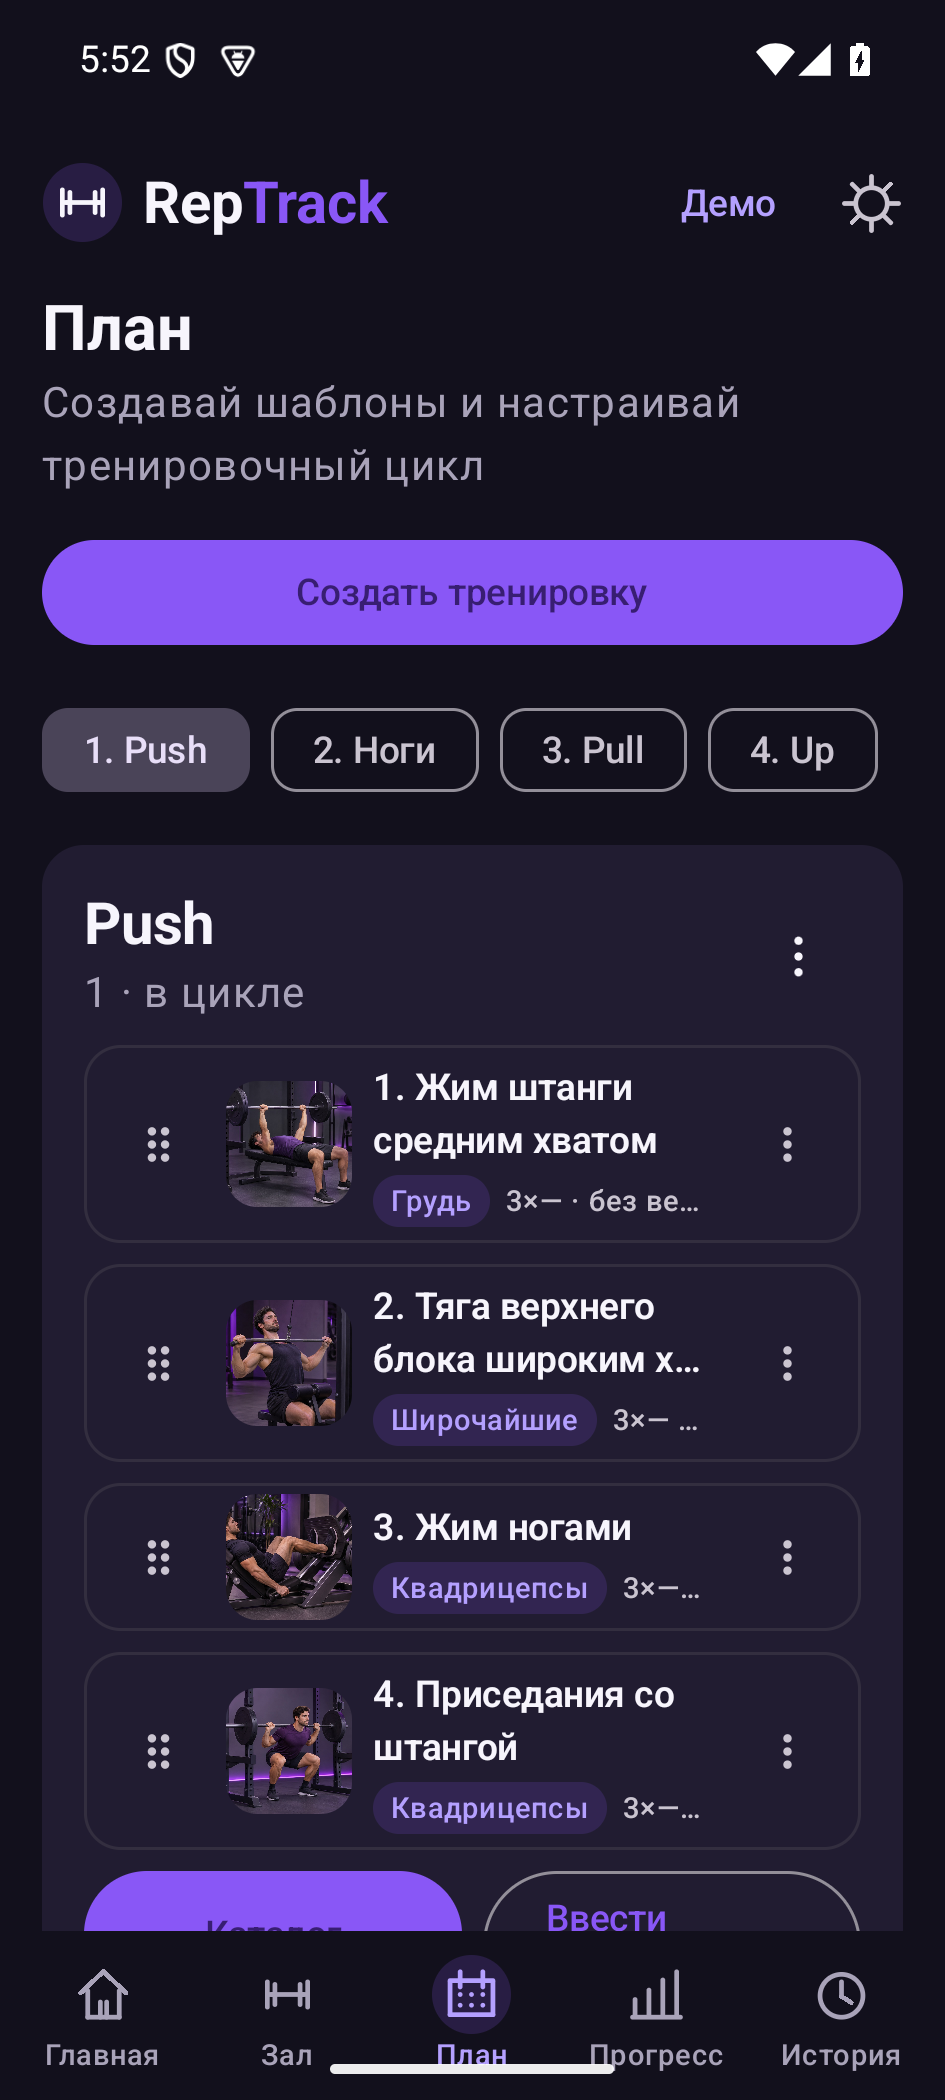 5:52
RepTrack
Демо
План
Создавай шаблоны и настраивай
тренировочный цикл
Создать тренировку
1. Push
2. Ноги
3. Pull
4. Up
Push
1 · в цикле
1. Жим штанги
средним хватом
Грудь
3×— · без ве...
2. Тяга верхнего
блока широким х...
Широчайшие
3×— ...
3. Жим ногами
Квадрицепсы
3×—...
4. Приседания со
штангой
Квадрицепсы
3×—...
Каталог
Ввести
Главная
Зал
План
Прогресс
История